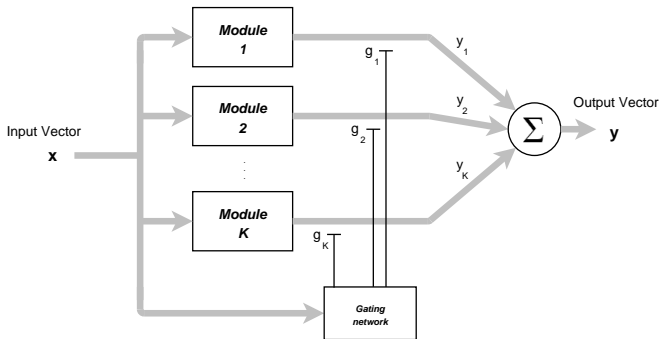 Module
1
g1
y1
Module
2
g2
y2
Input Vector
x
Output Vector
y
Σ
yK
Module
K
gK
Gating
network